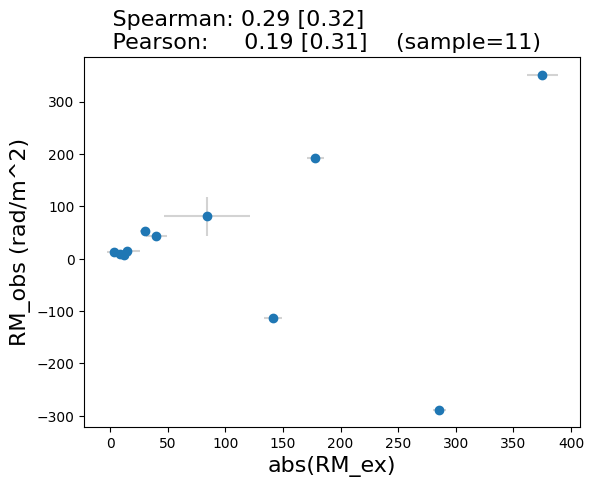 Spearman: 0.29 [0.32]
Pearson: 0.19 [0.31] (sample=11)
300
200
100
0
−100
−200
−300
RM_obs (rad/m^2)
0 50 100 150 200 250 300 350 400
abs(RM_ex)